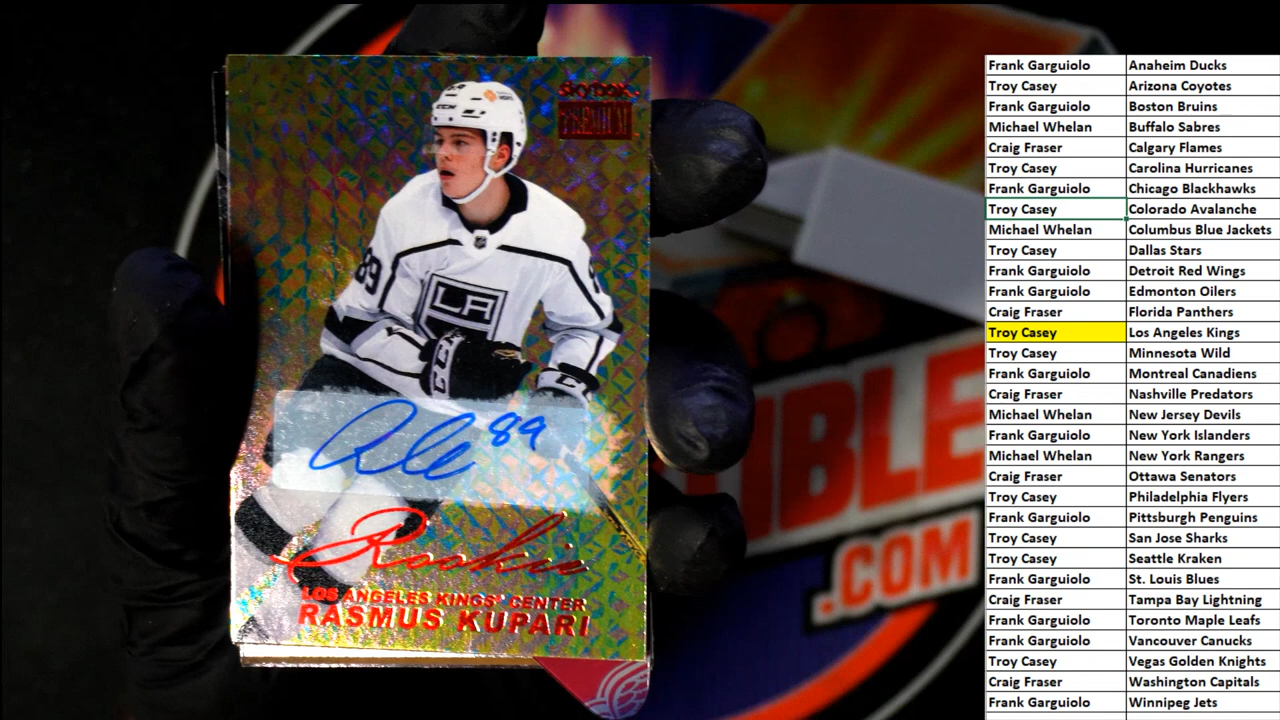 SKYBOX
PREMIUM
CCM
89
LA
CCM
89
Rookie
LOS ANGELES KINGS' CENTER
RASMUS KUPARI
IBLE
.COM
Frank Garguiolo Anaheim Ducks
Troy Casey Arizona Coyotes
Frank Garguiolo Boston Bruins
Michael Whelan Buffalo Sabres
Craig Fraser Calgary Flames
Troy Casey Carolina Hurricanes
Frank Garguiolo Chicago Blackhawks
Troy Casey Colorado Avalanche
Michael Whelan Columbus Blue Jackets
Troy Casey Dallas Stars
Frank Garguiolo Detroit Red Wings
Frank Garguiolo Edmonton Oilers
Craig Fraser Florida Panthers
Troy Casey Los Angeles Kings
Troy Casey Minnesota Wild
Frank Garguiolo Montreal Canadiens
Craig Fraser Nashville Predators
Michael Whelan New Jersey Devils
Frank Garguiolo New York Islanders
Michael Whelan New York Rangers
Craig Fraser Ottawa Senators
Troy Casey Philadelphia Flyers
Frank Garguiolo Pittsburgh Penguins
Troy Casey San Jose Sharks
Troy Casey Seattle Kraken
Frank Garguiolo St. Louis Blues
Craig Fraser Tampa Bay Lightning
Frank Garguiolo Toronto Maple Leafs
Frank Garguiolo Vancouver Canucks
Troy Casey Vegas Golden Knights
Craig Fraser Washington Capitals
Frank Garguiolo Winnipeg Jets